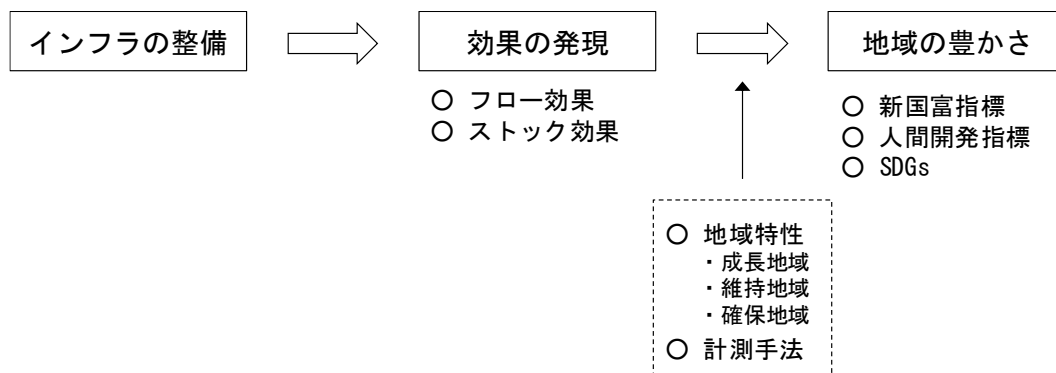 インフラの整備
効果の発現
地域の豊かさ
○ フロー効果
○ ストック効果
○ 新国富指標
○ 人間開発指標
○ SDGs
○ 地域特性
・成長地域
・維持地域
・確保地域
○ 計測手法